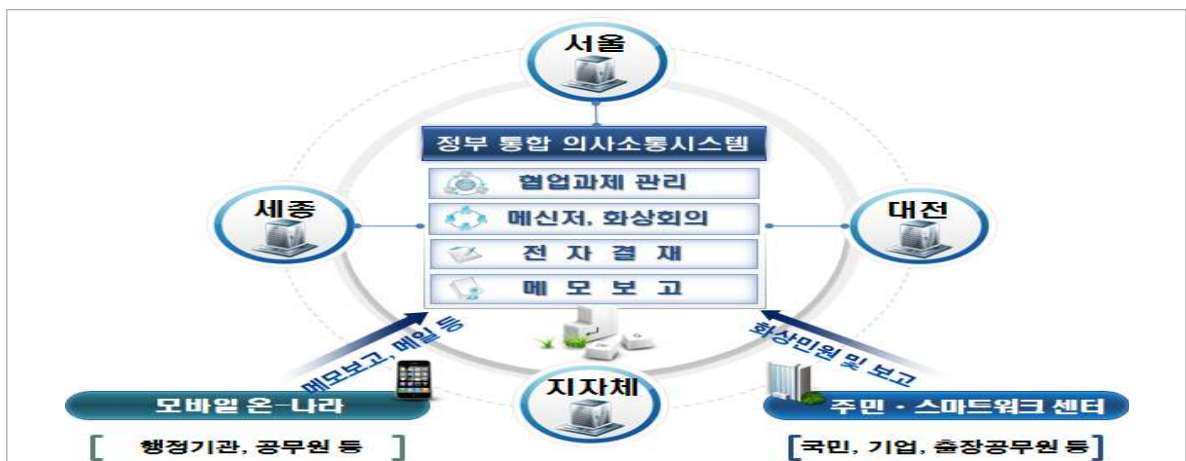 서울
정부 통합 의사소통시스템
협업과제 관리
세종
메신저, 화상회의
대전
전 자 결 재
메 모 보 고
메모보고, 메일 등
화상민원 및 보고
지자체
모바일 온-나라
주민·스마트워크 센터
[ 행정기관, 공무원 등 ]
[국민, 기업, 출장공무원 등]